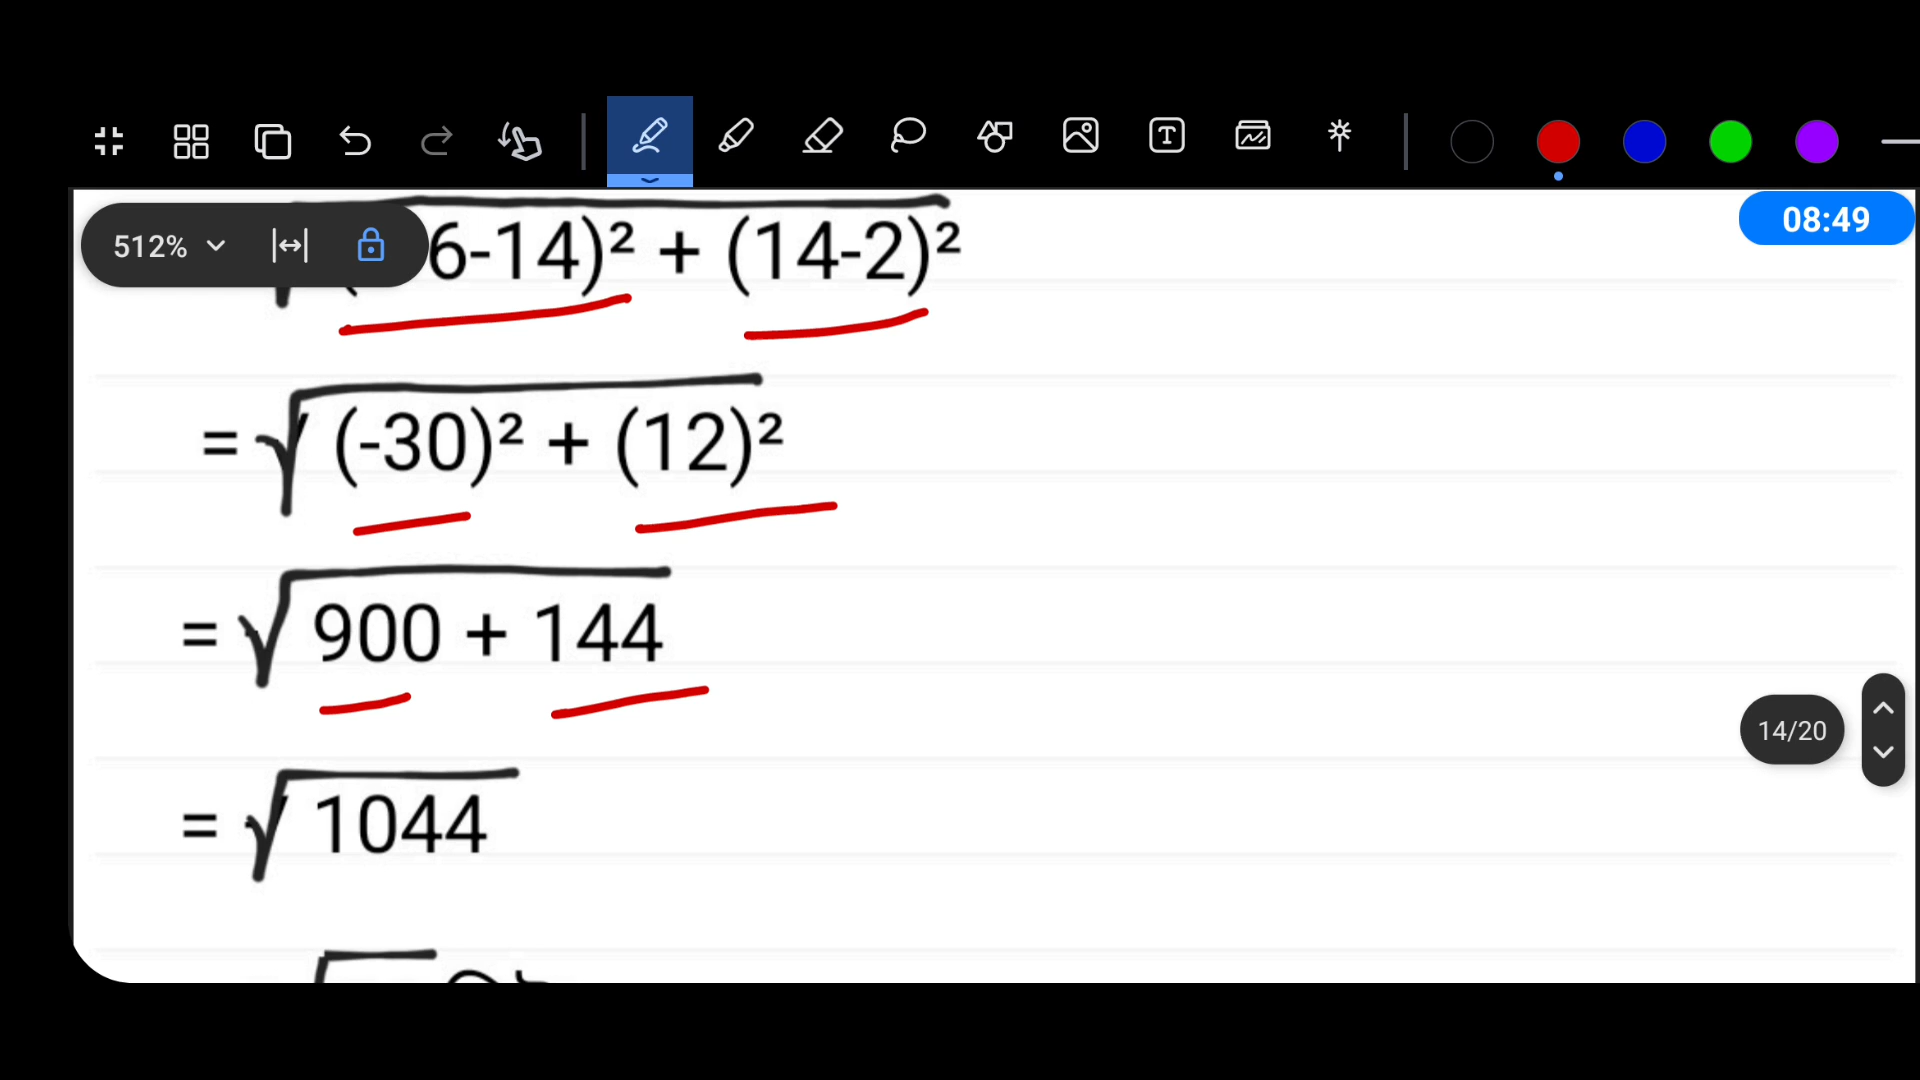 512%
08:49
6-14)² + (14-2)²
= √ (-30)² + (12)²
= √ 900 + 144
14/20
= √ 1044